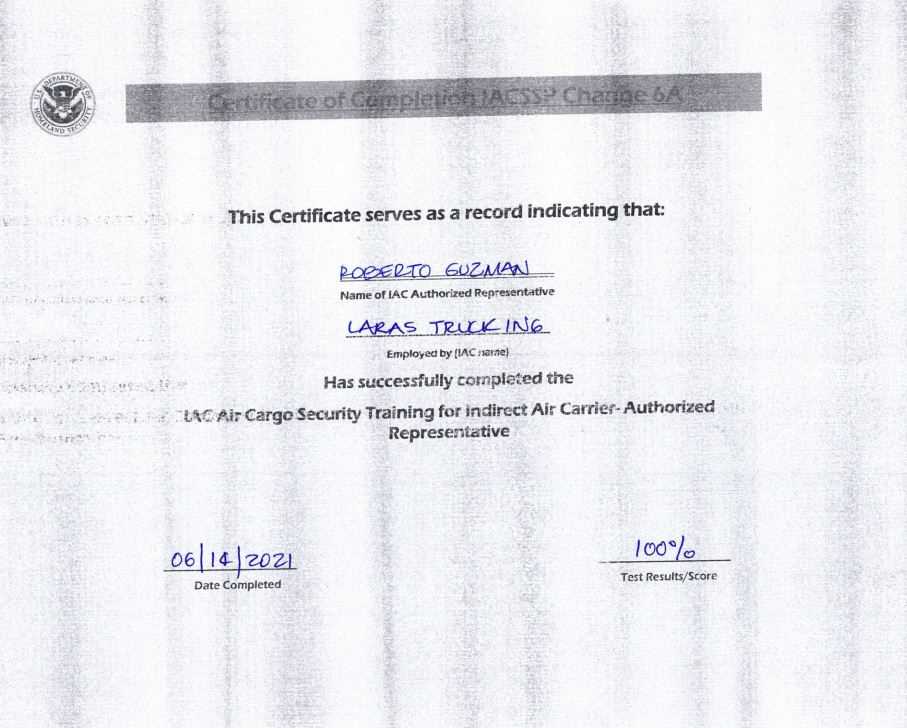 U.S. DEPARTMENT OF HOMELAND SECURITY
Certificate of Completion IACSSP Change 6A
This Certificate serves as a record indicating that:
ROBERTO GUZMAN
Name of IAC Authorized Representative
LARAS TRUCKING
Employed by (IAC name)
Has successfully completed the
IAC Air Cargo Security Training for Indirect Air Carrier- Authorized
Representative
06/14/2021
100%
Date Completed
Test Results/Score